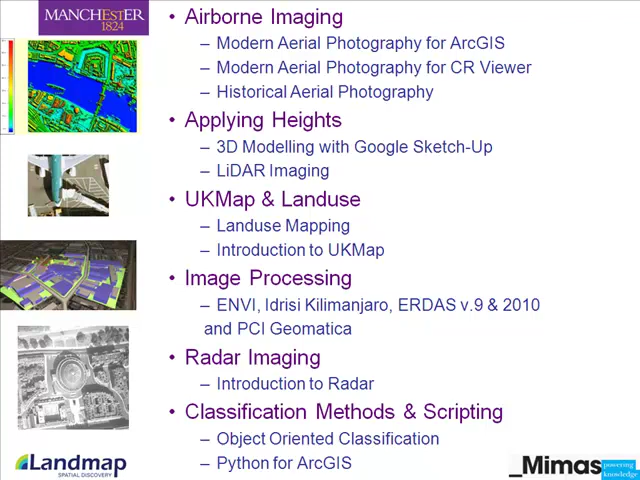 MANCHESTER
1824
• Airborne Imaging
– Modern Aerial Photography for ArcGIS
– Modern Aerial Photography for CR Viewer
– Historical Aerial Photography
• Applying Heights
– 3D Modelling with Google Sketch-Up
– LiDAR Imaging
• UKMap & Landuse
– Landuse Mapping
– Introduction to UKMap
• Image Processing
– ENVI, Idrisi Kilimanjaro, ERDAS v.9 & 2010
and PCI Geomatica
• Radar Imaging
– Introduction to Radar
• Classification Methods & Scripting
– Object Oriented Classification
– Python for ArcGIS
Landmap
SPATIAL DISCOVERY
_Mimas
powering
knowledge